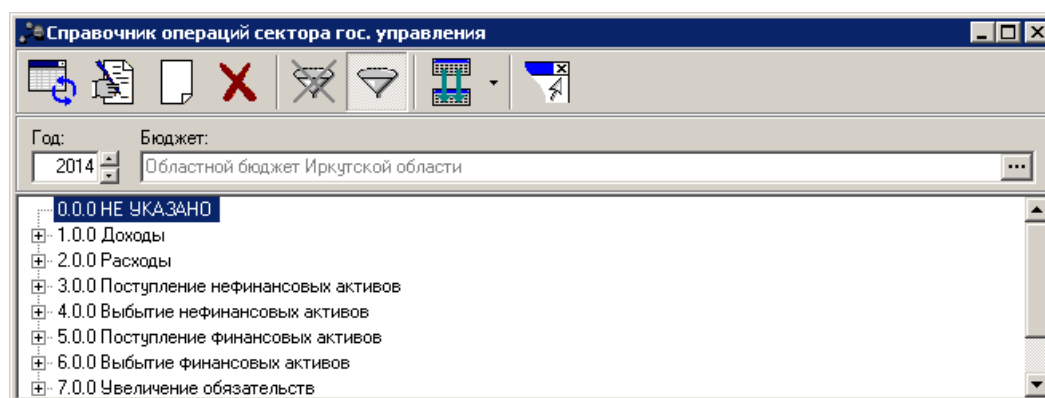 Справочник операций сектора гос. управления
Год: Бюджет:
2014 Областной бюджет Иркутской области ...
0.0.0 НЕ УКАЗАНО
1.0.0 Доходы
2.0.0 Расходы
3.0.0 Поступление нефинансовых активов
4.0.0 Выбытие нефинансовых активов
5.0.0 Поступление финансовых активов
6.0.0 Выбытие финансовых активов
7.0.0 Увеличение обязательств